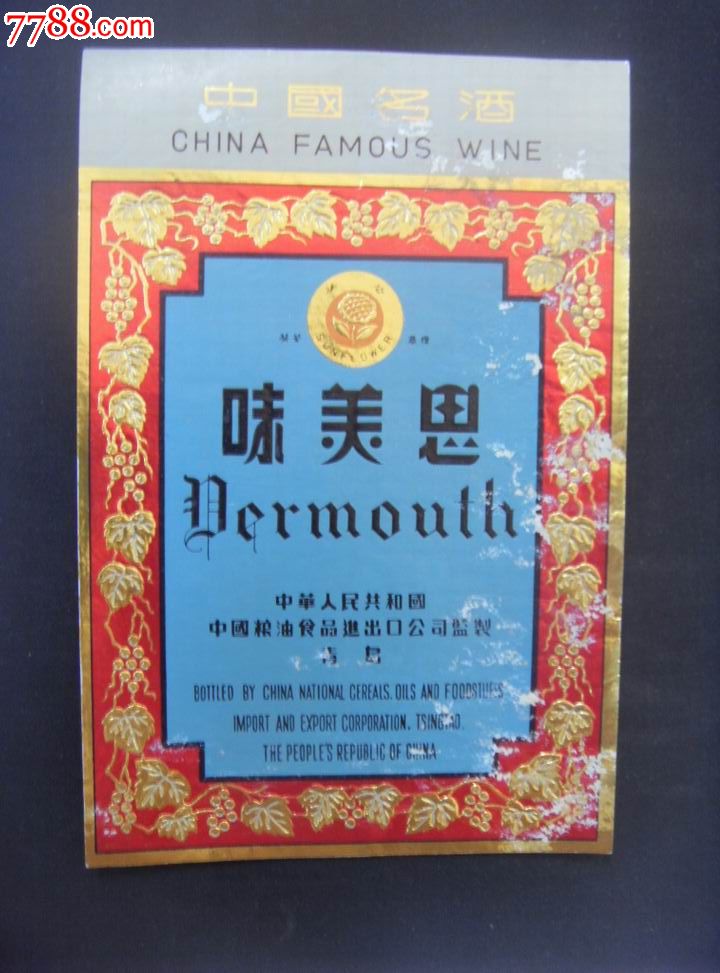 7788.com
中國名酒
CHINA FAMOUS WINE
SUNFLOWER
味美思
Vermouth
中華人民共和國
中國粮油食品進出口公司監製
青島
BOTTLED BY CHINA NATIONAL CEREALS, OILS AND FOODSTUFFS
IMPORT AND EXPORT CORPORATION, TSINGTAO.
THE PEOPLE'S REPUBLIC OF CHINA